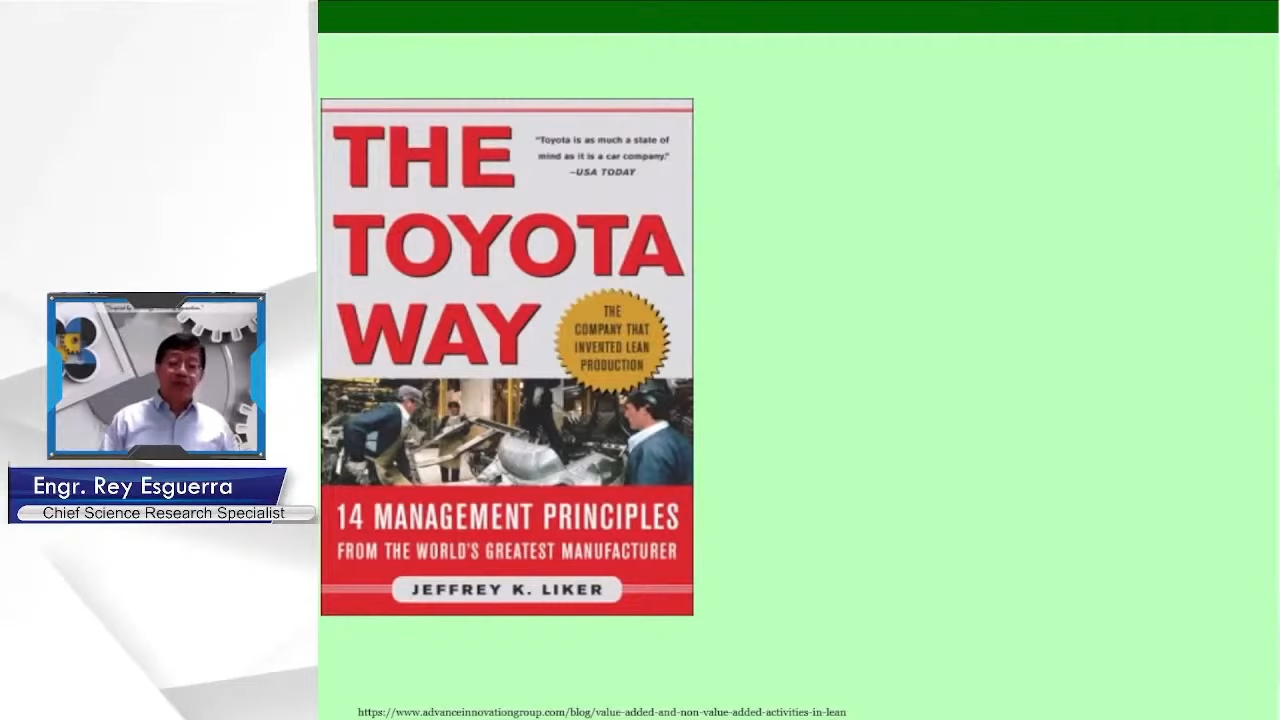 THE
TOYOTA
WAY
"Toyota is as much a state of
mind as it is a car company."
–USA TODAY
THE
COMPANY THAT
INVENTED LEAN
PRODUCTION
14 MANAGEMENT PRINCIPLES
FROM THE WORLD'S GREATEST MANUFACTURER
JEFFREY K. LIKER
Engr. Rey Esguerra
Chief Science Research Specialist
https://www.advanceinnovationgroup.com/blog/value-added-and-non-value-added-activities-in-lean